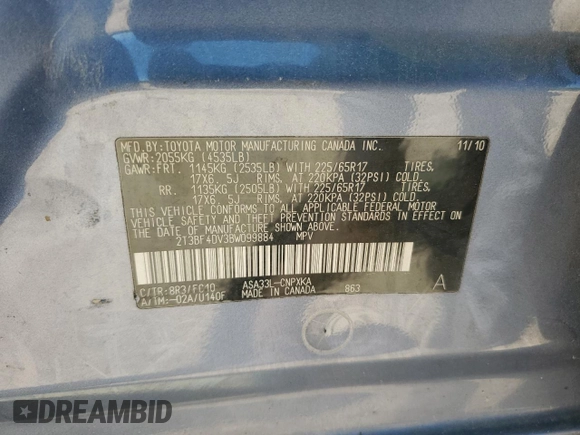 MFD.BY:TOYOTA MOTOR MANUFACTURING CANADA INC. 11/10
GVWR:2055KG (4535LB)
GAWR:FRT. 1145KG (2535LB) WITH 225/65R17 TIRES,
17X6 . 5J RIMS, AT 220KPA (32PSI) COLD.
RR. 1135KG (2505LB) WITH 225/65R17 TIRES,
17X6 . 5J RIMS, AT 220KPA (32PSI) COLD.
THIS VEHICLE CONFORMS TO ALL APPLICABLE FEDERAL MOTOR
VEHICLE SAFETY AND THEFT PREVENTION STANDARDS IN EFFECT
ON THE DATE OF MANUFACTURE SHOWN ABOVE.
2T3BF4DV3BW099884 MPV
C/TR:8R3/FC10 ASA33L-CNPXKA A
A/TM:-02A/U140F MADE IN CANADA 863
DREAMBID